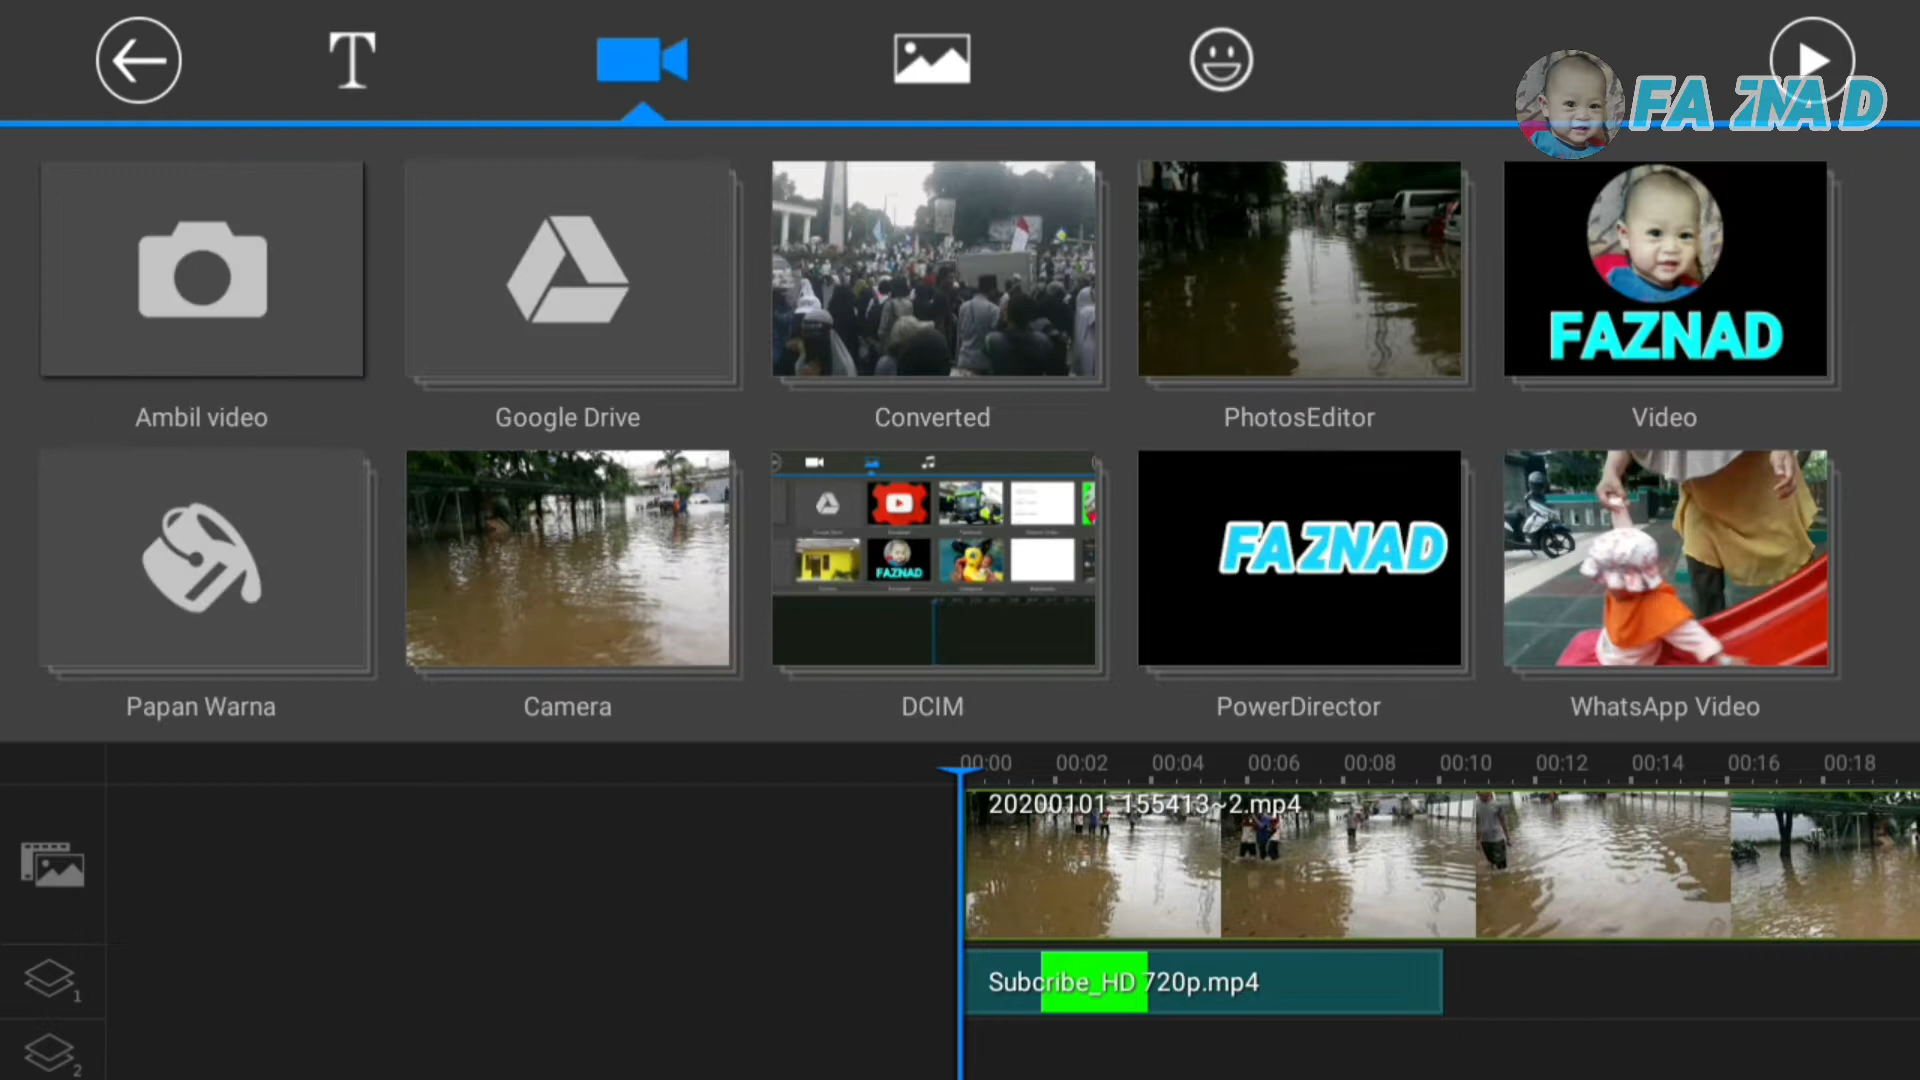 T
FA ZNA D
FAZNAD
Ambil video
Google Drive
Converted
PhotosEditor
Video
FAZNAD
FA ZNAD
Papan Warna
Camera
DCIM
PowerDirector
WhatsApp Video
00:00 00:02 00:04 00:06 00:08 00:10 00:12 00:14 00:16 00:18
20200101_155413~2.mp4
Subcribe_HD 720p.mp4
1
2